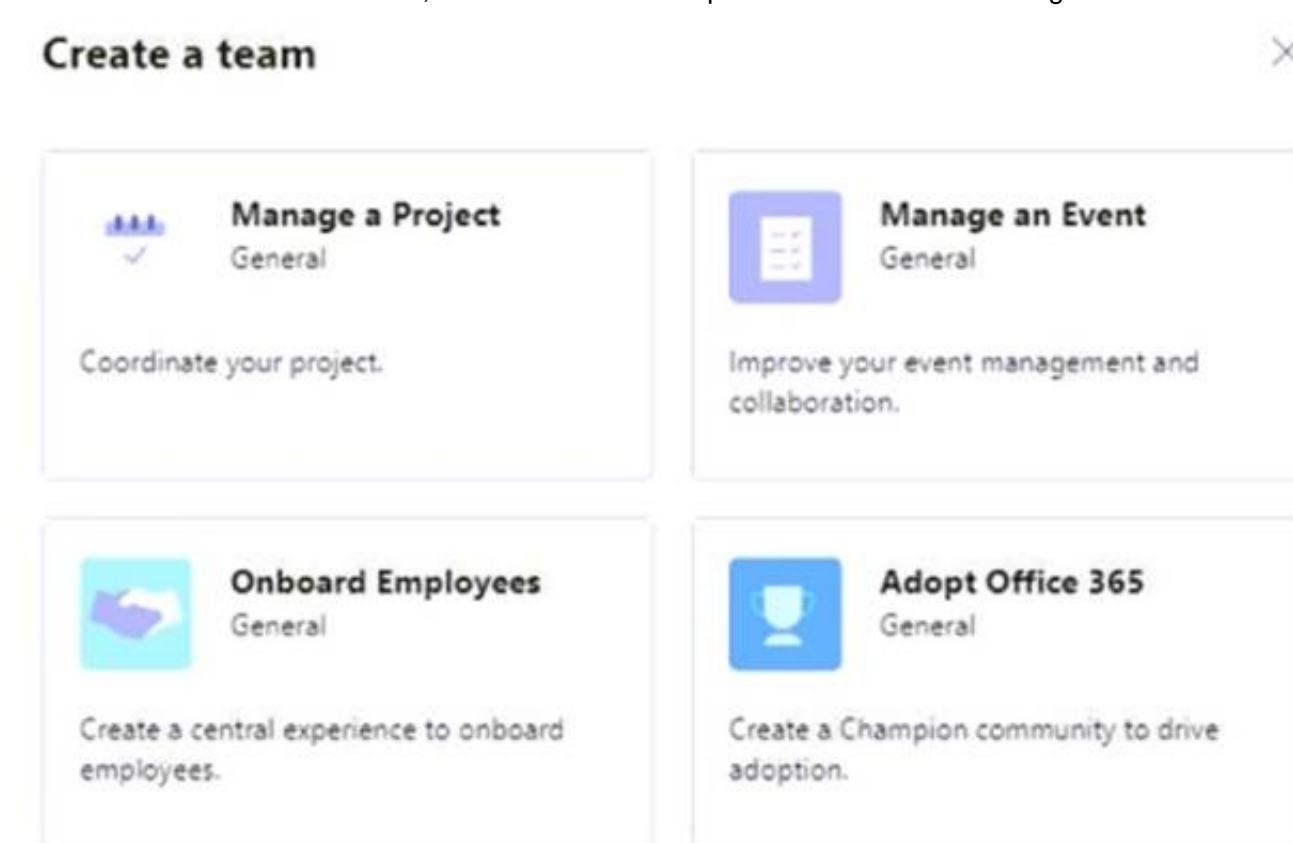 Create a team
Manage a Project
General
Coordinate your project.
Manage an Event
General
Improve your event management and
collaboration.
Onboard Employees
General
Create a central experience to onboard
employees.
Adopt Office 365
General
Create a Champion community to drive
adoption.